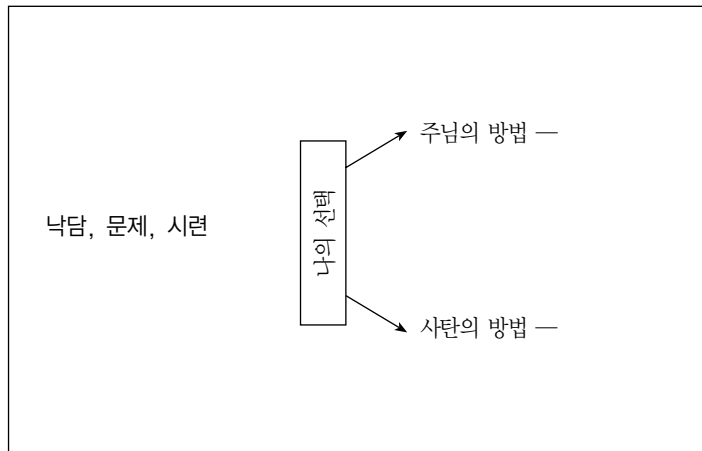 주님의 방법 —
낙담, 문제, 시련
나의 선택
사탄의 방법 —